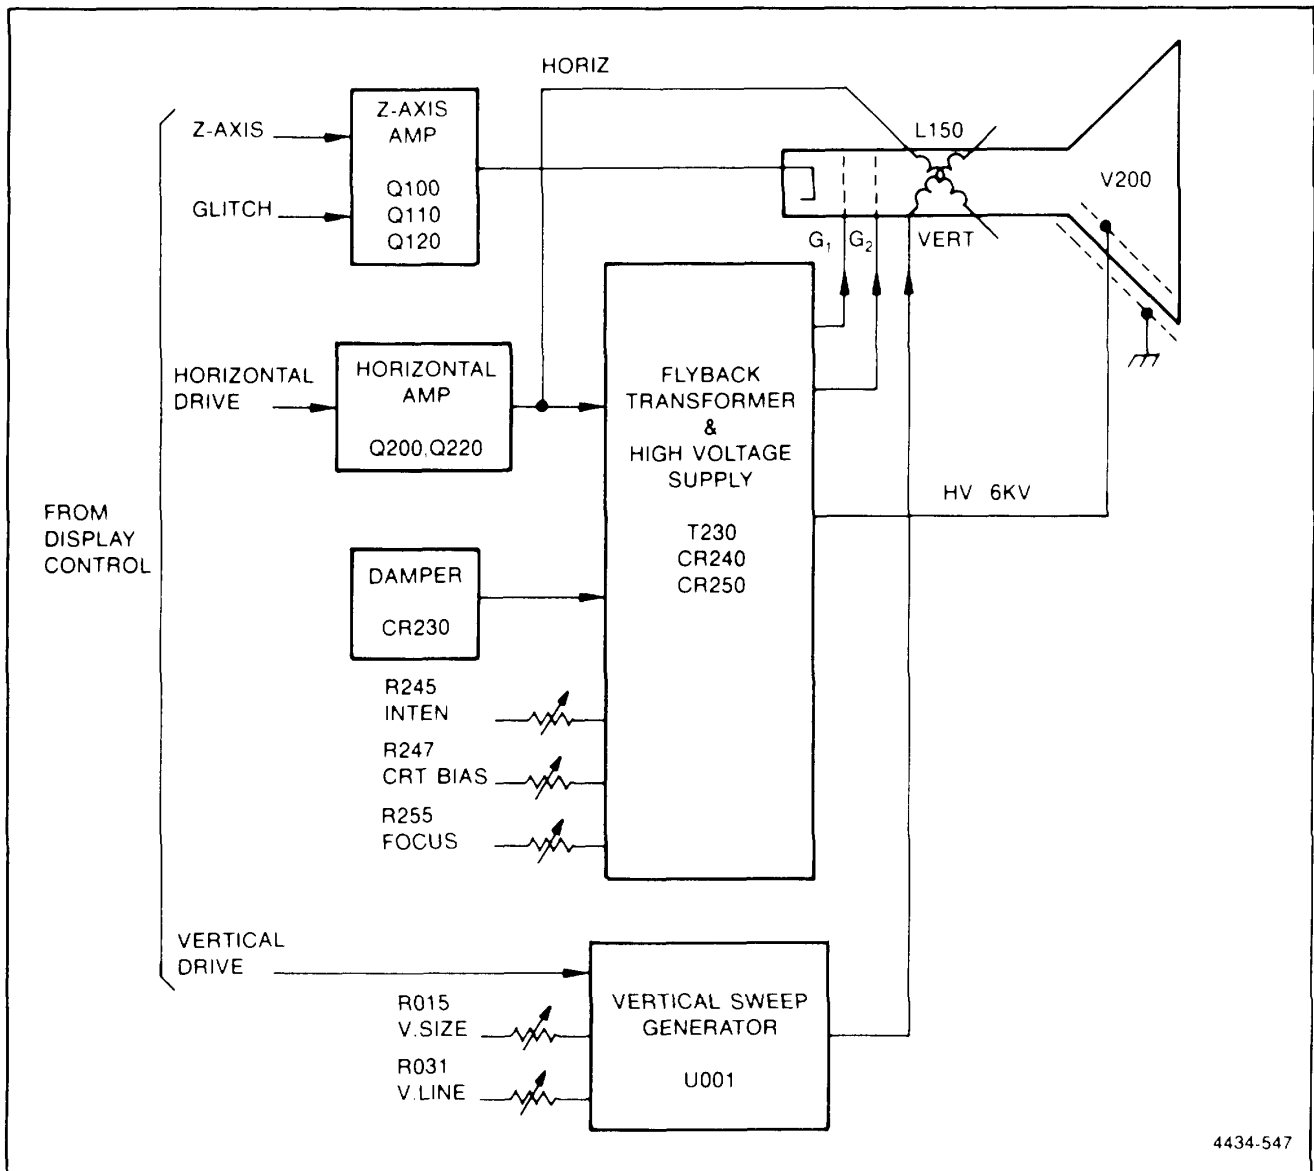 HORIZ
Z-AXIS
GLITCH
Z-AXIS
AMP
Q100
Q110
Q120
L150
V200
G₁
G₂
VERT
HORIZONTAL
DRIVE
HORIZONTAL
AMP
Q200,Q220
FLYBACK
TRANSFORMER
&
HIGH VOLTAGE
SUPPLY
T230
CR240
CR250
HV 6KV
FROM
DISPLAY
CONTROL
DAMPER
CR230
R245
INTEN
R247
CRT BIAS
R255
FOCUS
VERTICAL
DRIVE
R015
V.SIZE
R031
V.LINE
VERTICAL SWEEP
GENERATOR
U001
4434-547